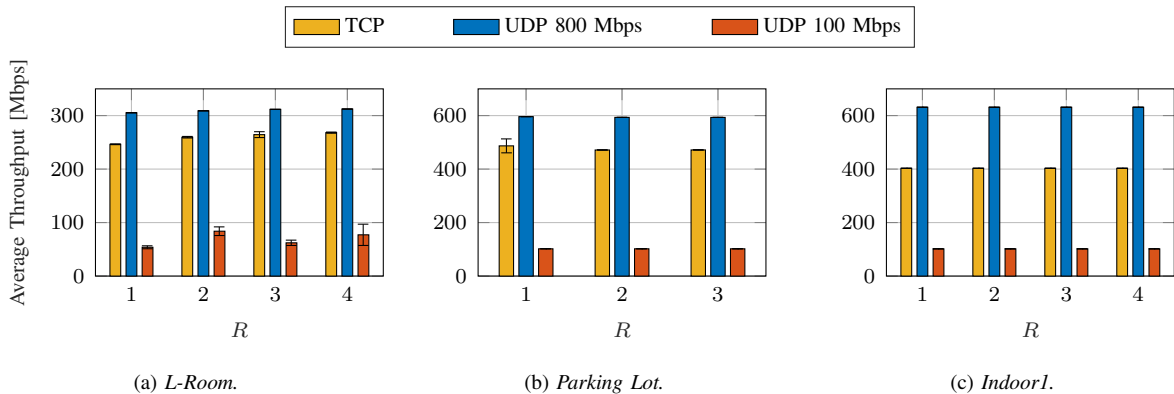 TCP UDP 800 Mbps UDP 100 Mbps
Average Throughput [Mbps]
300
200
100
0
1 2 3 4
R
(a) L-Room.
600
400
200
0
1 2 3
R
(b) Parking Lot.
600
400
200
0
1 2 3 4
R
(c) Indoor1.